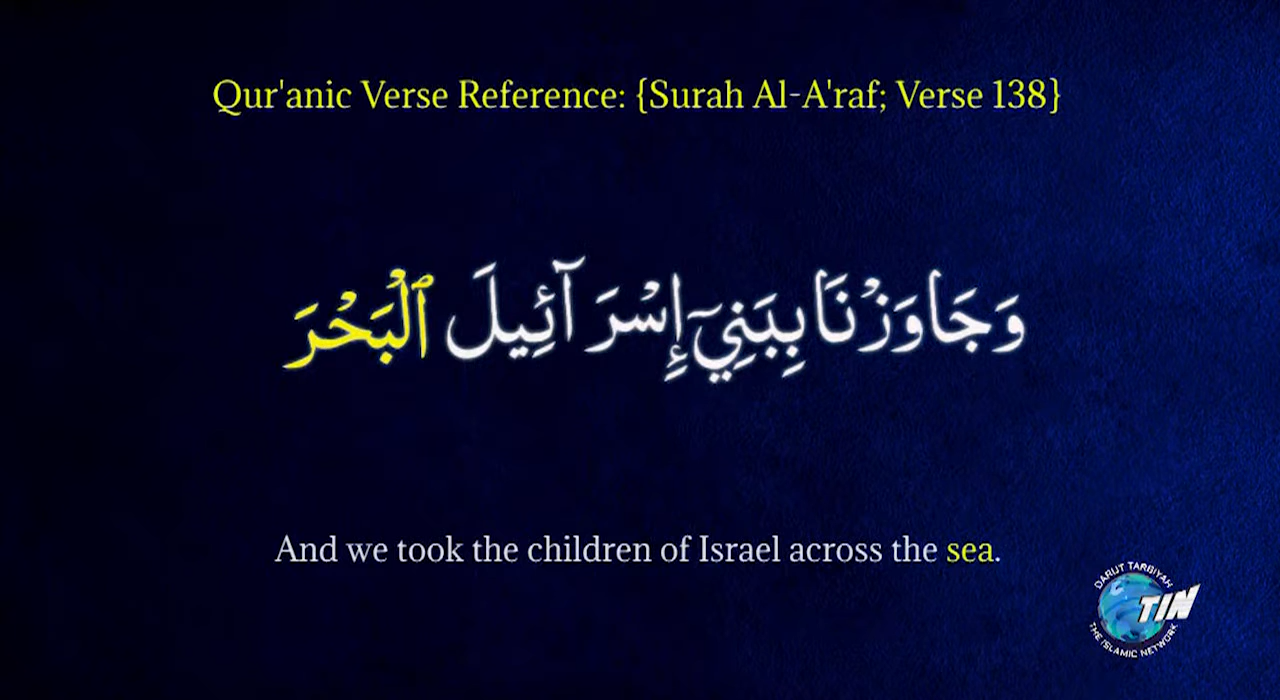 Qur'anic Verse Reference: {Surah Al-A'raf; Verse 138}
وَجَاوَزْنَا بِبَنِيٓ إِسْرَآئِيلَ ٱلْبَحْرَ
And we took the children of Israel across the sea.
DARUT TARBIYAH
TIN
THE ISLAMIC NETWORK